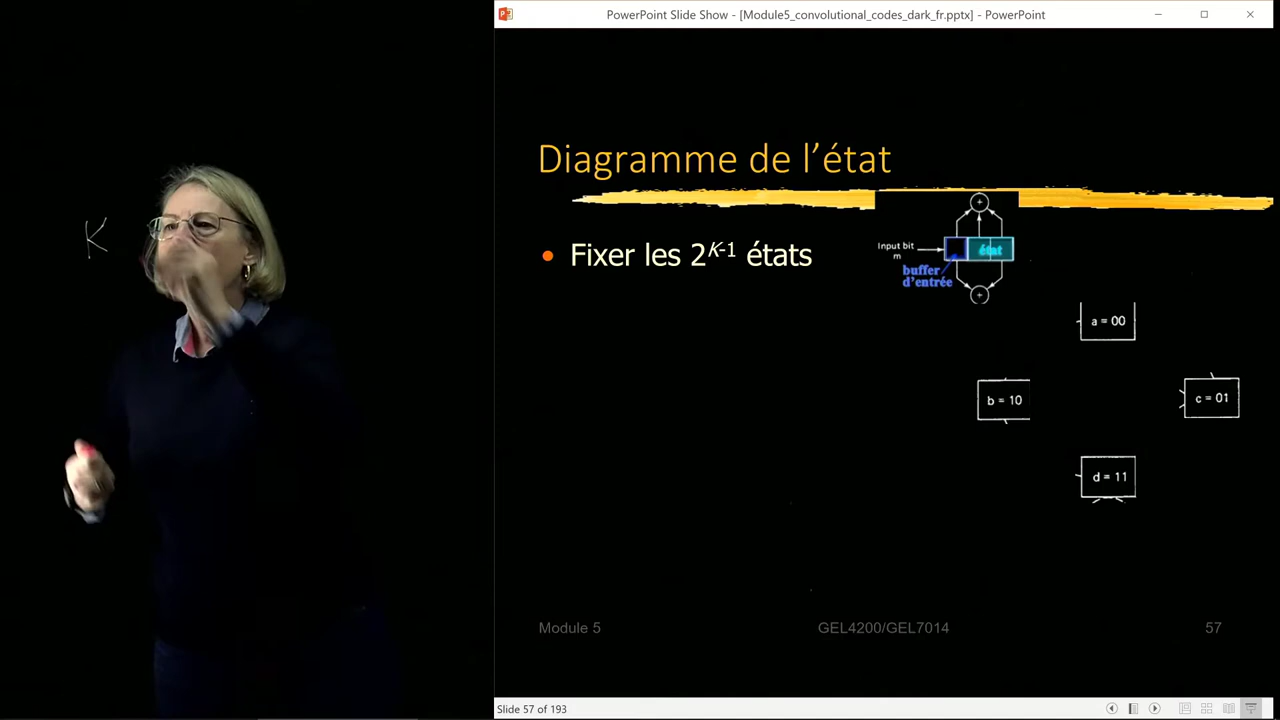 PowerPoint Slide Show - [Module5_convolutional_codes_dark_fr.pptx] - PowerPoint
K
Diagramme de l'état
• Fixer les 2^{K-1} états
Input bit
m
état
buffer
d'entrée
a = 00
b = 10
c = 01
d = 11
Module 5
GEL4200/GEL7014
57
Slide 57 of 193